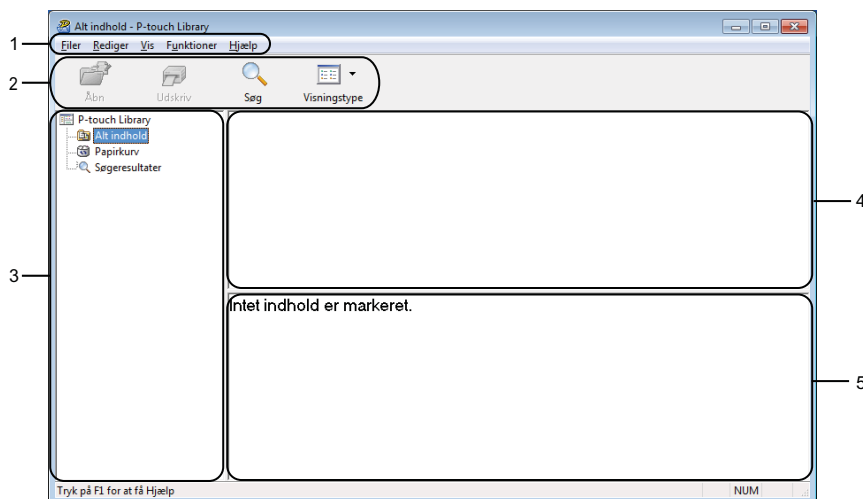 Alt indhold - P-touch Library
1
Filer Rediger Vis Funktioner Hjælp
2
Åbn Udskriv Søg Visningstype
P-touch Library
Alt indhold
Papirkurv
Søgeresultater
3
4
Intet indhold er markeret.
5
Tryk på F1 for at få Hjælp NUM